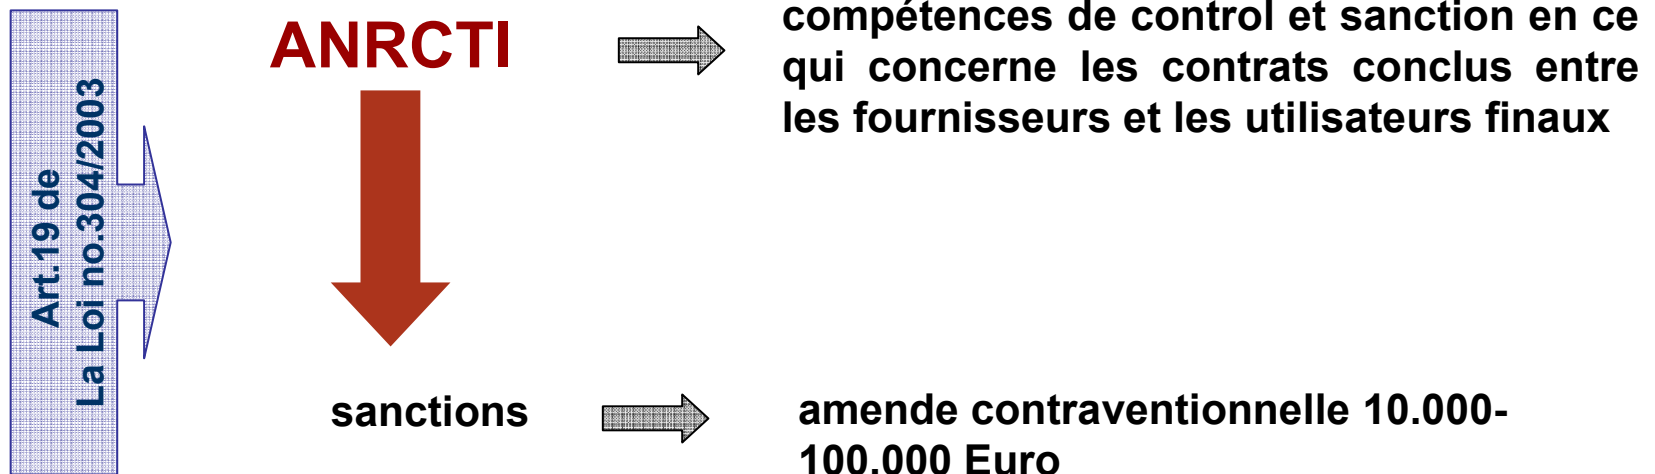 Art.19 de
La Loi no.304/2003
ANRCTI
compétences de control et sanction en ce
qui concerne les contrats conclus entre
les fournisseurs et les utilisateurs finaux
sanctions
amende contraventionnelle 10.000-
100.000 Euro